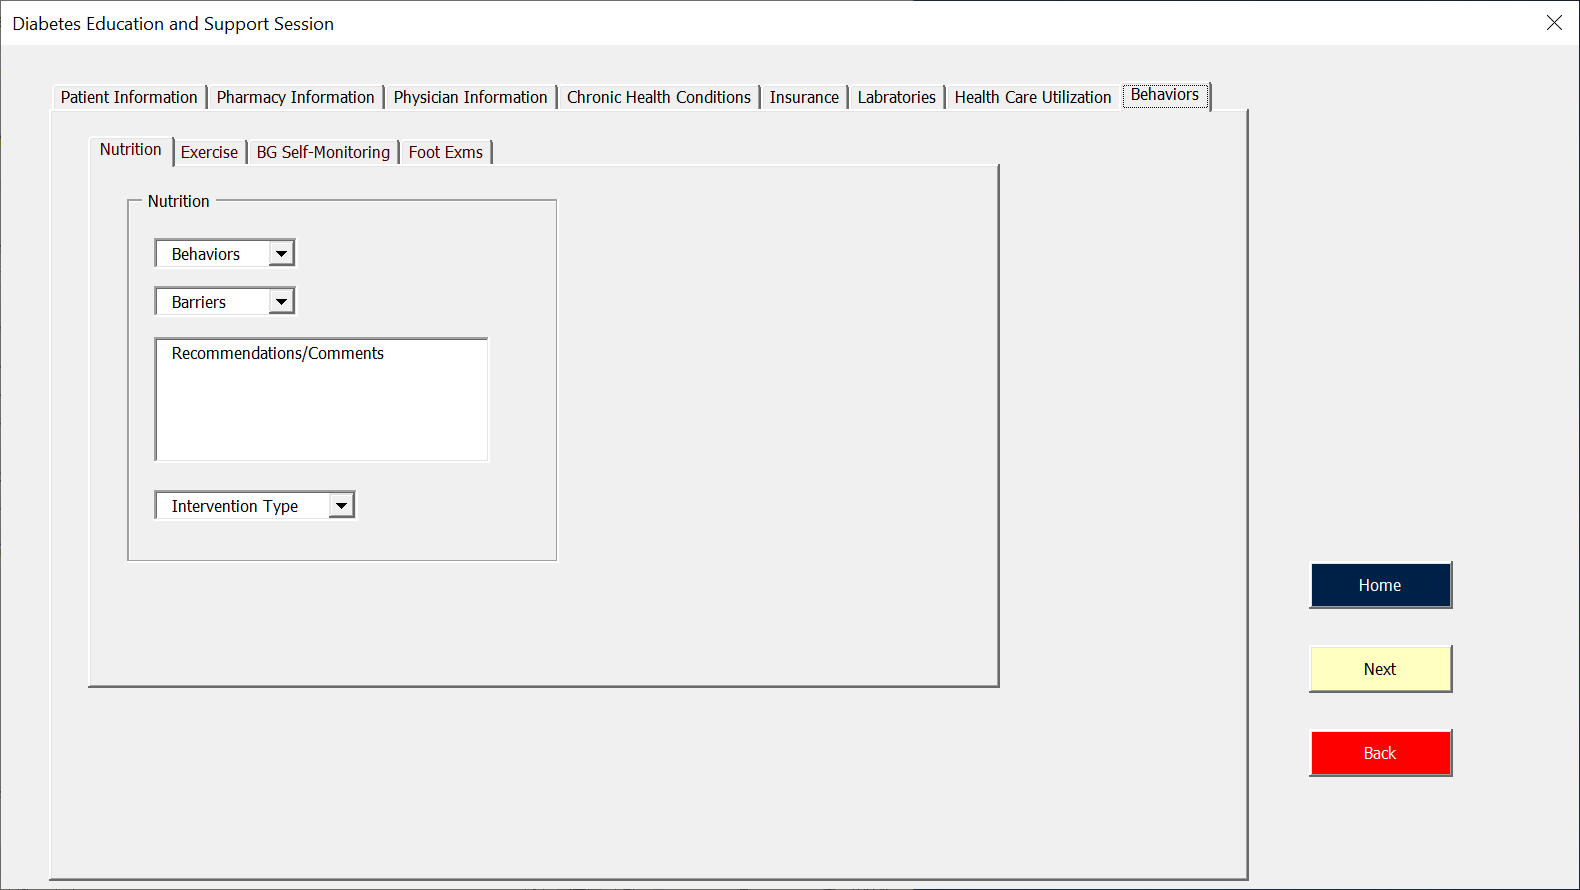 Diabetes Education and Support Session
Patient Information Pharmacy Information Physician Information Chronic Health Conditions Insurance Labratories Health Care Utilization Behaviors
Nutrition Exercise BG Self-Monitoring Foot Exms
Nutrition
Behaviors
Barriers
Recommendations/Comments
Intervention Type
Home
Next
Back